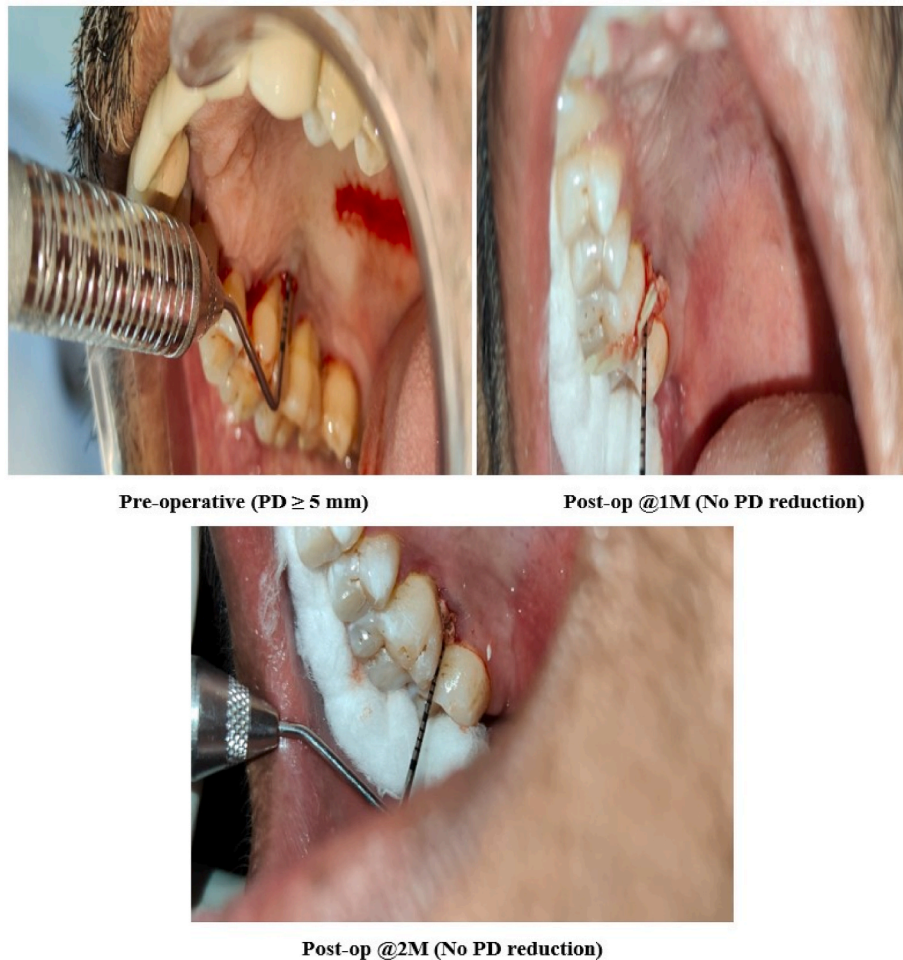 Pre-operative (PD ≥ 5 mm)
Post-op @1M (No PD reduction)
Post-op @2M (No PD reduction)